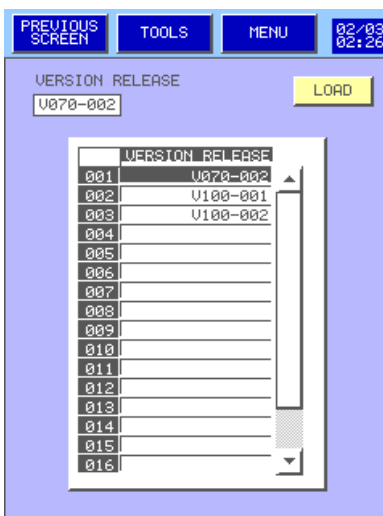 PREVIOUS SCREEN TOOLS MENU 02/03 02:26
VERSION RELEASE
LOAD
V070-002
VERSION RELEASE
001 V070-002
002 V100-001
003 V100-002
004
005
006
007
008
009
010
011
012
013
014
015
016